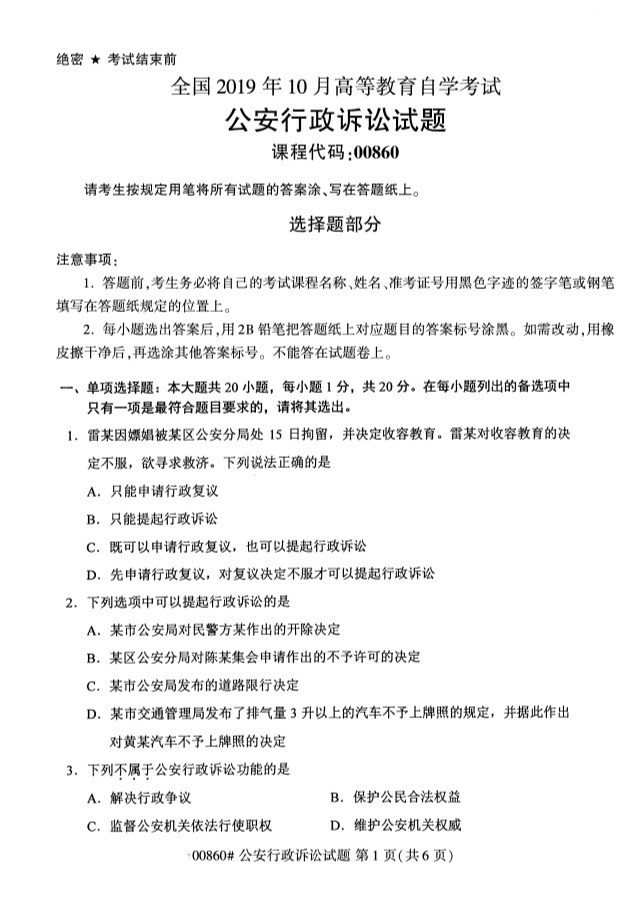 绝密 ★ 考试结束前
全国 2019 年 10 月高等教育自学考试
公安行政诉讼试题
课程代码:00860
请考生按规定用笔将所有试题的答案涂、写在答题纸上。
选择题部分
注意事项:
1. 答题前,考生务必将自己的考试课程名称、姓名、准考证号用黑色字迹的签字笔或钢笔
填写在答题纸规定的位置上。
2. 每小题选出答案后,用 2B 铅笔把答题纸上对应题目的答案标号涂黑。如需改动,用橡
皮擦干净后,再选涂其他答案标号。不能答在试题卷上。
一、单项选择题：本大题共 20 小题，每小题 1 分，共 20 分。在每小题列出的备选项中
只有一项是最符合题目要求的，请将其选出。
1. 雷某因嫖娼被某区公安分局处 15 日拘留，并决定收容教育。雷某对收容教育的决
定不服，欲寻求救济。下列说法正确的是
A. 只能申请行政复议
B. 只能提起行政诉讼
C. 既可以申请行政复议，也可以提起行政诉讼
D. 先申请行政复议，对复议决定不服才可以提起行政诉讼
2. 下列选项中可以提起行政诉讼的是
A. 某市公安局对民警方某作出的开除决定
B. 某区公安分局对陈某集会申请作出的不予许可的决定
C. 某市公安局发布的道路限行决定
D. 某市交通管理局发布了排气量 3 升以上的汽车不予上牌照的规定，并据此作出
对黄某汽车不予上牌照的决定
3. 下列不属于公安行政诉讼功能的是
A. 解决行政争议 B. 保护公民合法权益
C. 监督公安机关依法行使职权 D. 维护公安机关权威
00860# 公安行政诉讼试题 第 1 页(共 6 页)